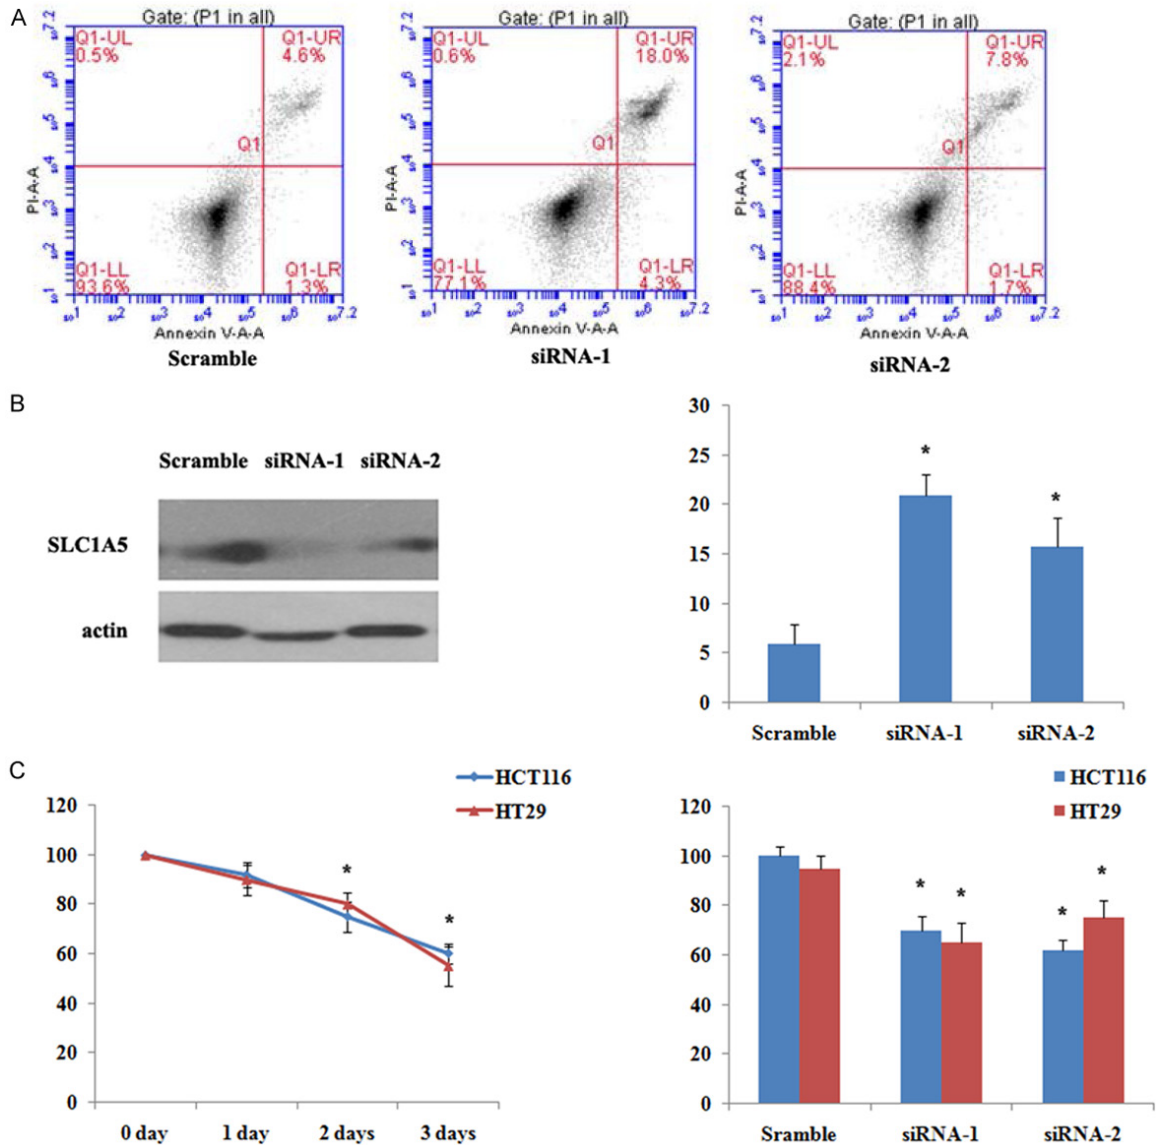 A
Gate: (P1 in all)
Q1-UL
0.5%
Q1-UR
4.6%
Q1
Q1-LL
93.6%
Q1-LR
1.3%
PI-A-A
Annexin V-A-A
Scramble
Gate: (P1 in all)
Q1-UL
0.6%
Q1-UR
18.0%
Q1
Q1-LL
77.1%
Q1-LR
4.3%
PI-A-A
Annexin V-A-A
siRNA-1
Gate: (P1 in all)
Q1-UL
2.1%
Q1-UR
7.8%
Q1
Q1-LL
88.4%
Q1-LR
1.7%
PI-A-A
Annexin V-A-A
siRNA-2
B
Scramble siRNA-1 siRNA-2
SLC1A5
actin
30
25
20
15
10
5
0
* *
Scramble siRNA-1 siRNA-2
C
HCT116
HT29
120
100
80
60
40
20
0
* *
0 day 1 day 2 days 3 days
HCT116
HT29
120
100
80
60
40
20
0
* * * *
Sramble siRNA-1 siRNA-2